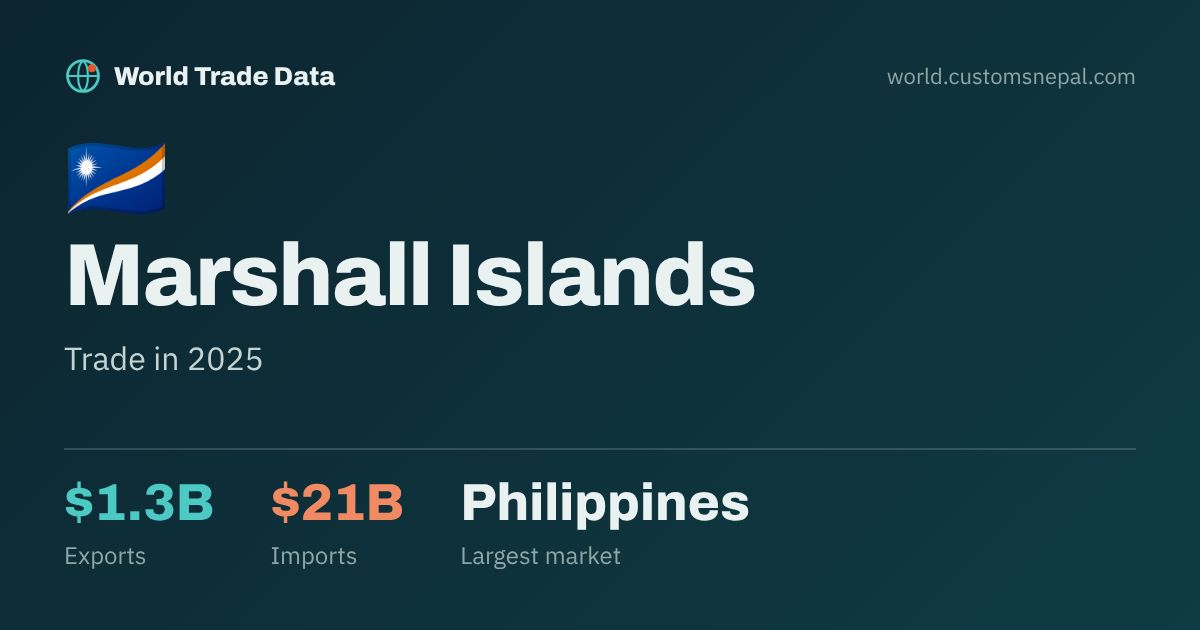 World Trade Data
world.customsnepal.com
Marshall Islands
Trade in 2025
$1.3B
Exports
$21B
Imports
Philippines
Largest market